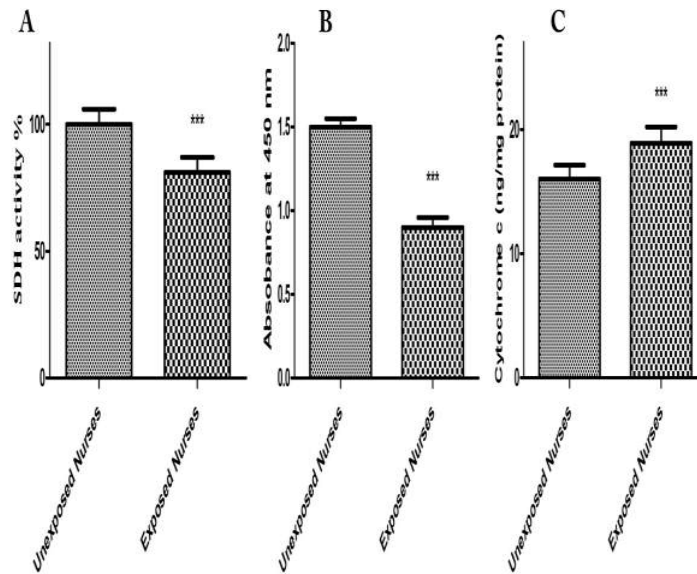 A
SDH activity %
100
50
0
***
Unexposed Nurses
Exposed Nurses
B
Absobance at 450 nm
2.0
1.5
1.0
0.5
0.0
***
Unexposed Nurses
Exposed Nurses
C
Cytochrome c (ng/mg protein)
20
10
0
***
Unexposed Nurses
Exposed Nurses